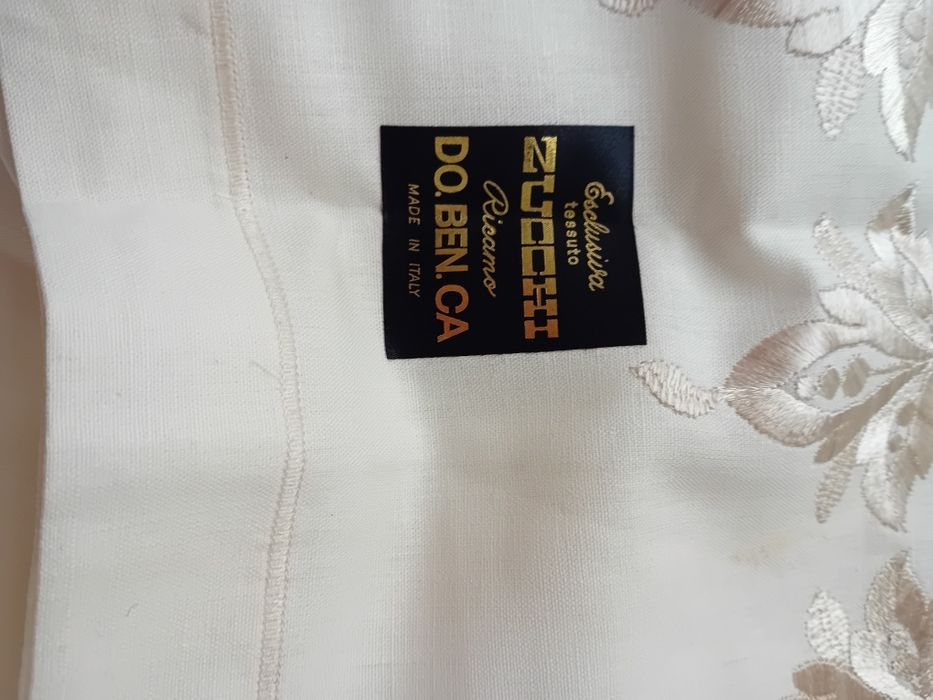 Esclusiva
tessuto
ZUCCHI
Ricamo
DO.BEN.CA
MADE IN ITALY